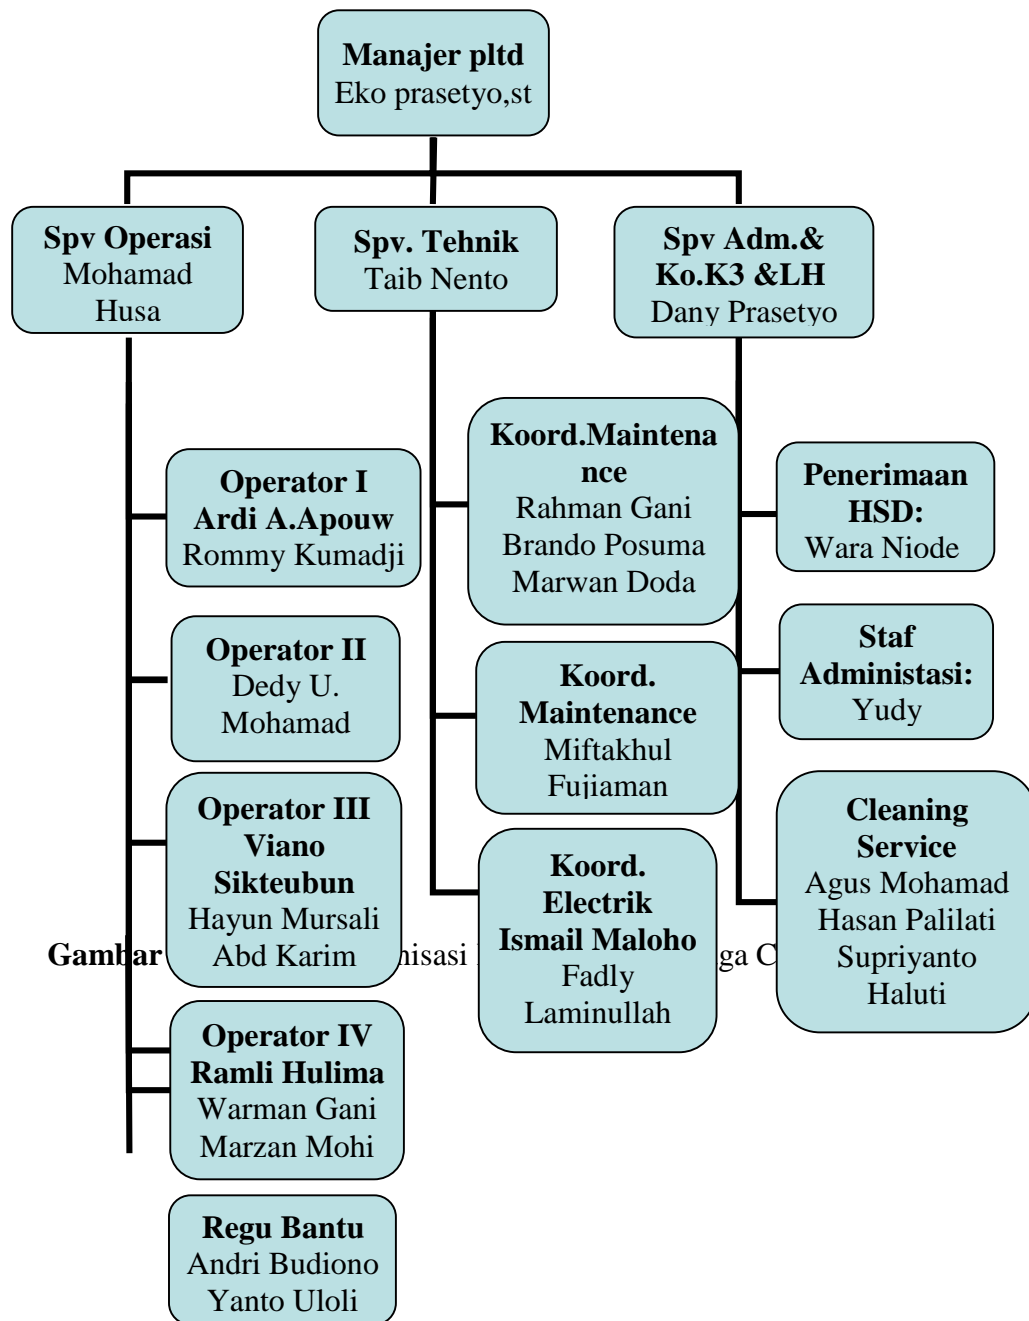 Manajer pltd
Eko prasetyo,st
Spv Operasi
Mohamad
Husa
Spv. Tehnik
Taib Nento
Spv Adm.&
Ko.K3 &LH
Dany Prasetyo
Operator I
Ardi A.Apouw
Rommy Kumadji
Operator II
Dedy U.
Mohamad
Operator III
Viano
Sikteubun
Hayun Mursali
Abd Karim
Operator IV
Ramli Hulima
Warman Gani
Marzan Mohi
Regu Bantu
Andri Budiono
Yanto Uloli
Koord.Maintena
nce
Rahman Gani
Brando Posuma
Marwan Doda
Koord.
Maintenance
Miftakhul
Fujiaman
Koord.
Electrik
Ismail Maloho
Fadly
Laminullah
Penerimaan
HSD:
Wara Niode
Staf
Administasi:
Yudy
Cleaning
Service
Agus Mohamad
Hasan Palilati
Supriyanto
Haluti
Gambar